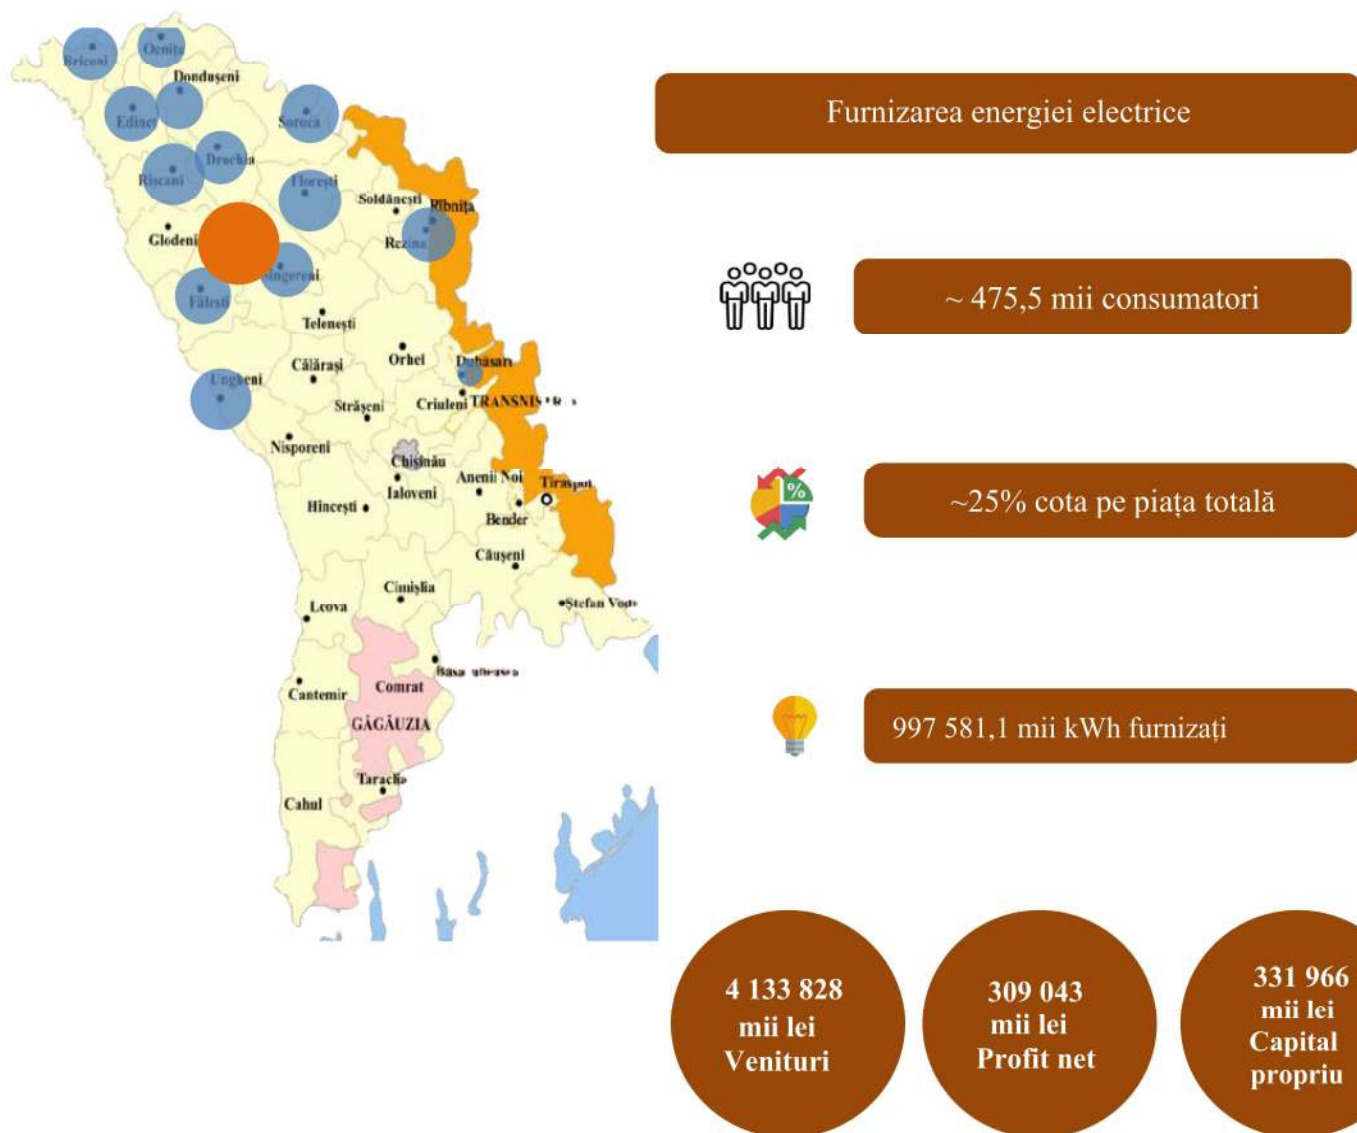 Briceni
Ocnița
Dondușeni
Edineț
Soroca
Drochia
Rîșcani
Florești
Soldănești
Rîbnița
Glodeni
Rezina
Sîngereni
Fălești
Telenești
Orhei
Dubăsari
Călărași
Ungheni
Criuleni
Strășeni
Nisporeni
Chișinău
Ialoveni
Anenii Noi
Tiraspol
Hîncești
Bender
Căușeni
Cimișlia
Leova
Ștefan Vodă
Cantemir
Comrat
GĂGĂUZIA
Taraclia
Cahul
Furnizarea energiei electrice
~ 475,5 mii consumatori
%
~25% cota pe piața totală
997 581,1 mii kWh furnizați
4 133 828
mii lei
Venituri
309 043
mii lei
Profit net
331 966
mii lei
Capital
propriu